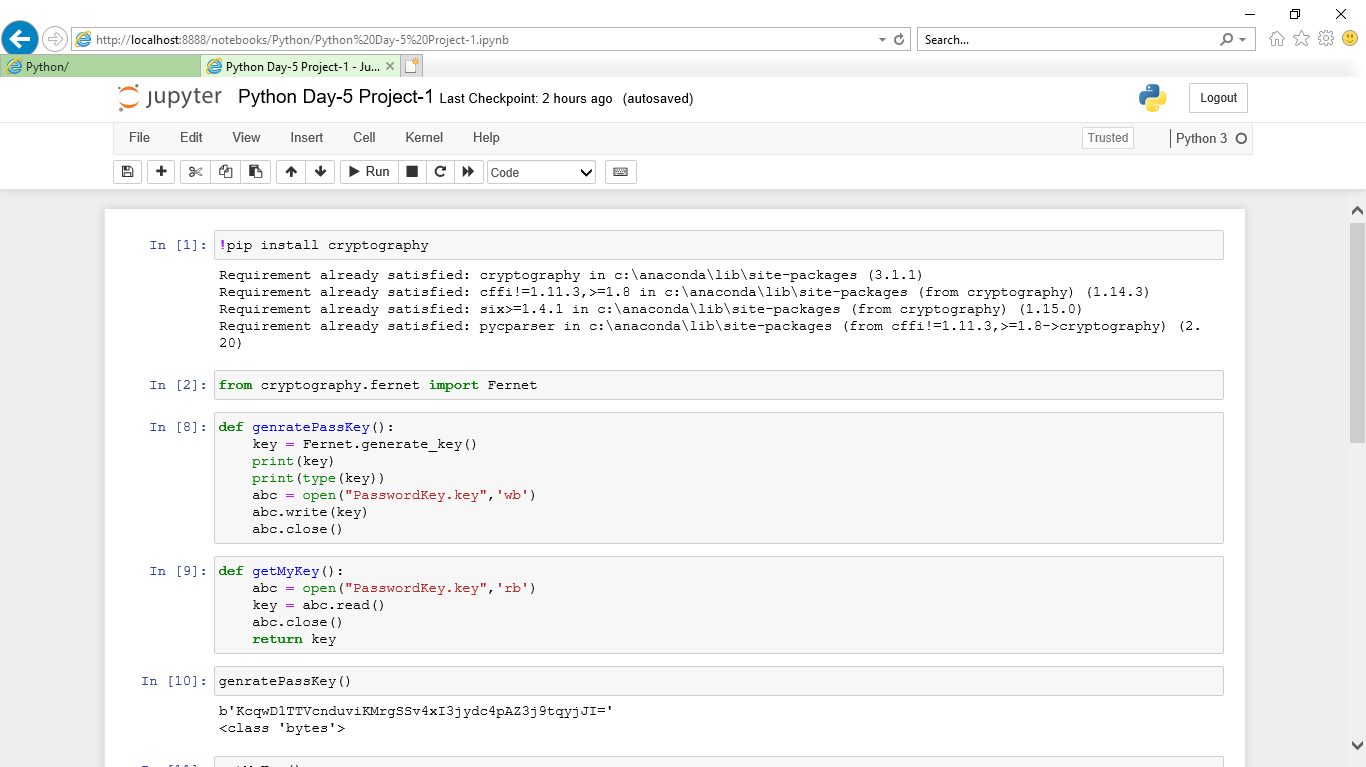 http://localhost:8888/notebooks/Python/Python%20Day-5%20Project-1.ipynb
Search...
Python/
Python Day-5 Project-1 - Ju...
jupyter Python Day-5 Project-1 Last Checkpoint: 2 hours ago (autosaved)
Logout
File Edit View Insert Cell Kernel Help
Trusted
Python 3
Run
Code
In [1]: !pip install cryptography
Requirement already satisfied: cryptography in c:\anaconda\lib\site-packages (3.1.1)
Requirement already satisfied: cffi!=1.11.3,>=1.8 in c:\anaconda\lib\site-packages (from cryptography) (1.14.3)
Requirement already satisfied: six>=1.4.1 in c:\anaconda\lib\site-packages (from cryptography) (1.15.0)
Requirement already satisfied: pycparser in c:\anaconda\lib\site-packages (from cffi!=1.11.3,>=1.8->cryptography) (2.
20)
In [2]: from cryptography.fernet import Fernet
In [8]: def genratePassKey():
    key = Fernet.generate_key()
    print(key)
    print(type(key))
    abc = open("PasswordKey.key",'wb')
    abc.write(key)
    abc.close()
In [9]: def getMyKey():
    abc = open("PasswordKey.key",'rb')
    key = abc.read()
    abc.close()
    return key
In [10]: genratePassKey()
b'KcqwD1TTVcnduviKMrgSSv4xI3jydc4pAZ3j9tqyjJI='
<class 'bytes'>